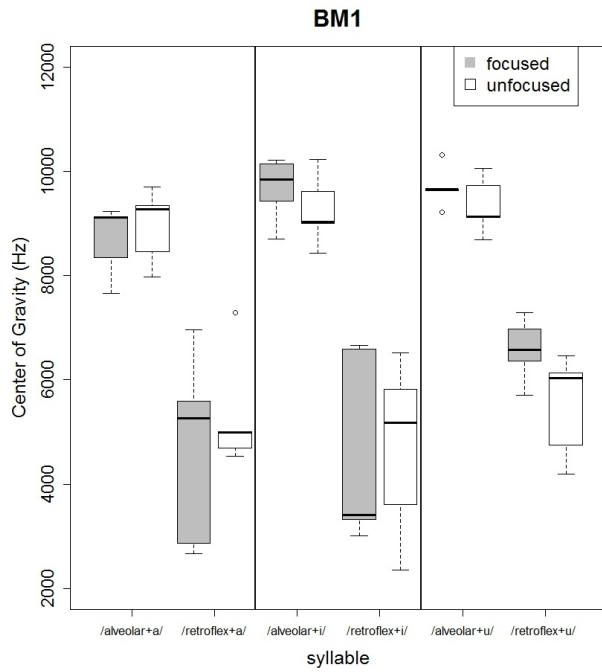 BM1
focused
unfocused
Center of Gravity (Hz)
12000
10000
8000
6000
4000
2000
/alveolar+a/ /retroflex+a/ /alveolar+i/ /retroflex+i/ /alveolar+u/ /retroflex+u/
syllable